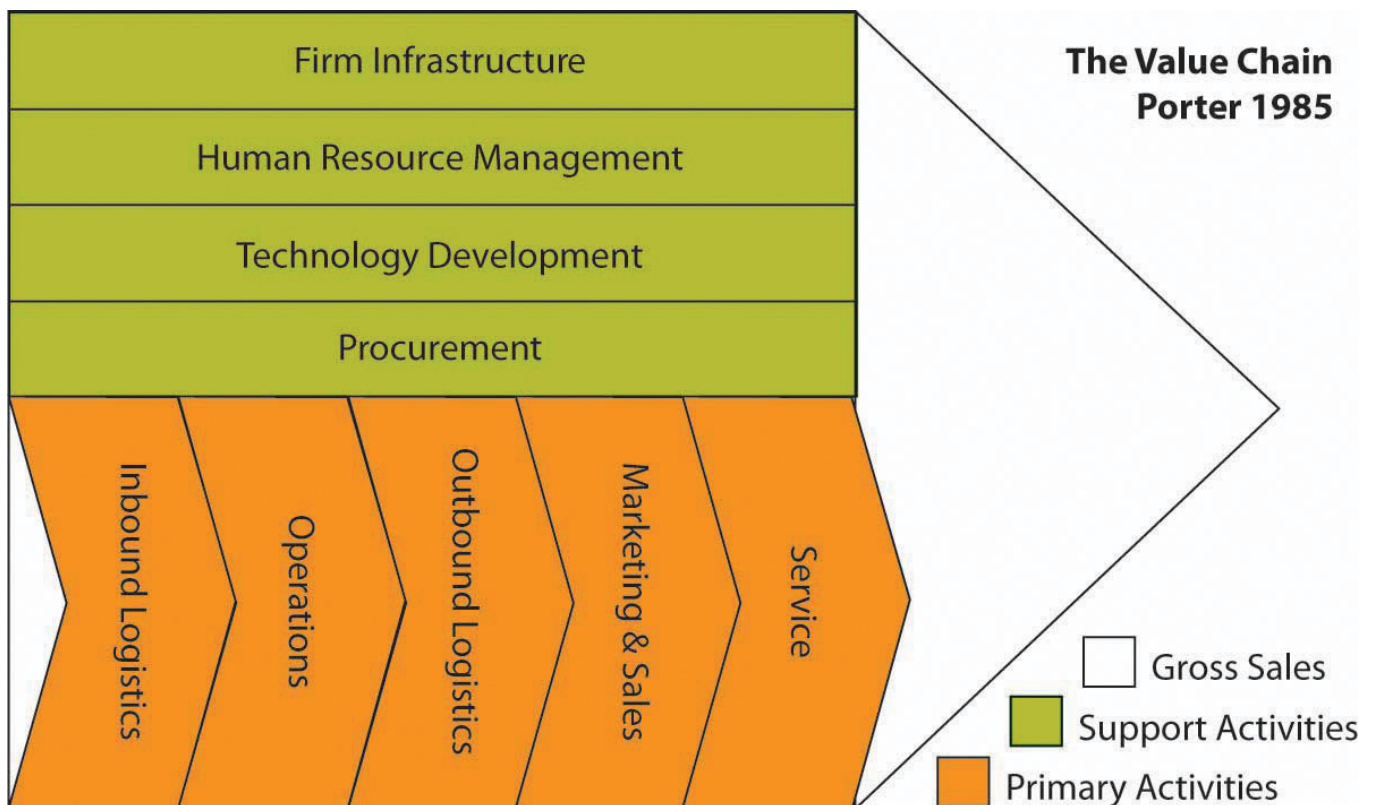 Firm Infrastructure
Human Resource Management
Technology Development
Procurement
Inbound Logistics
Operations
Outbound Logistics
Marketing & Sales
Service
The Value Chain
Porter 1985
Gross Sales
Support Activities
Primary Activities